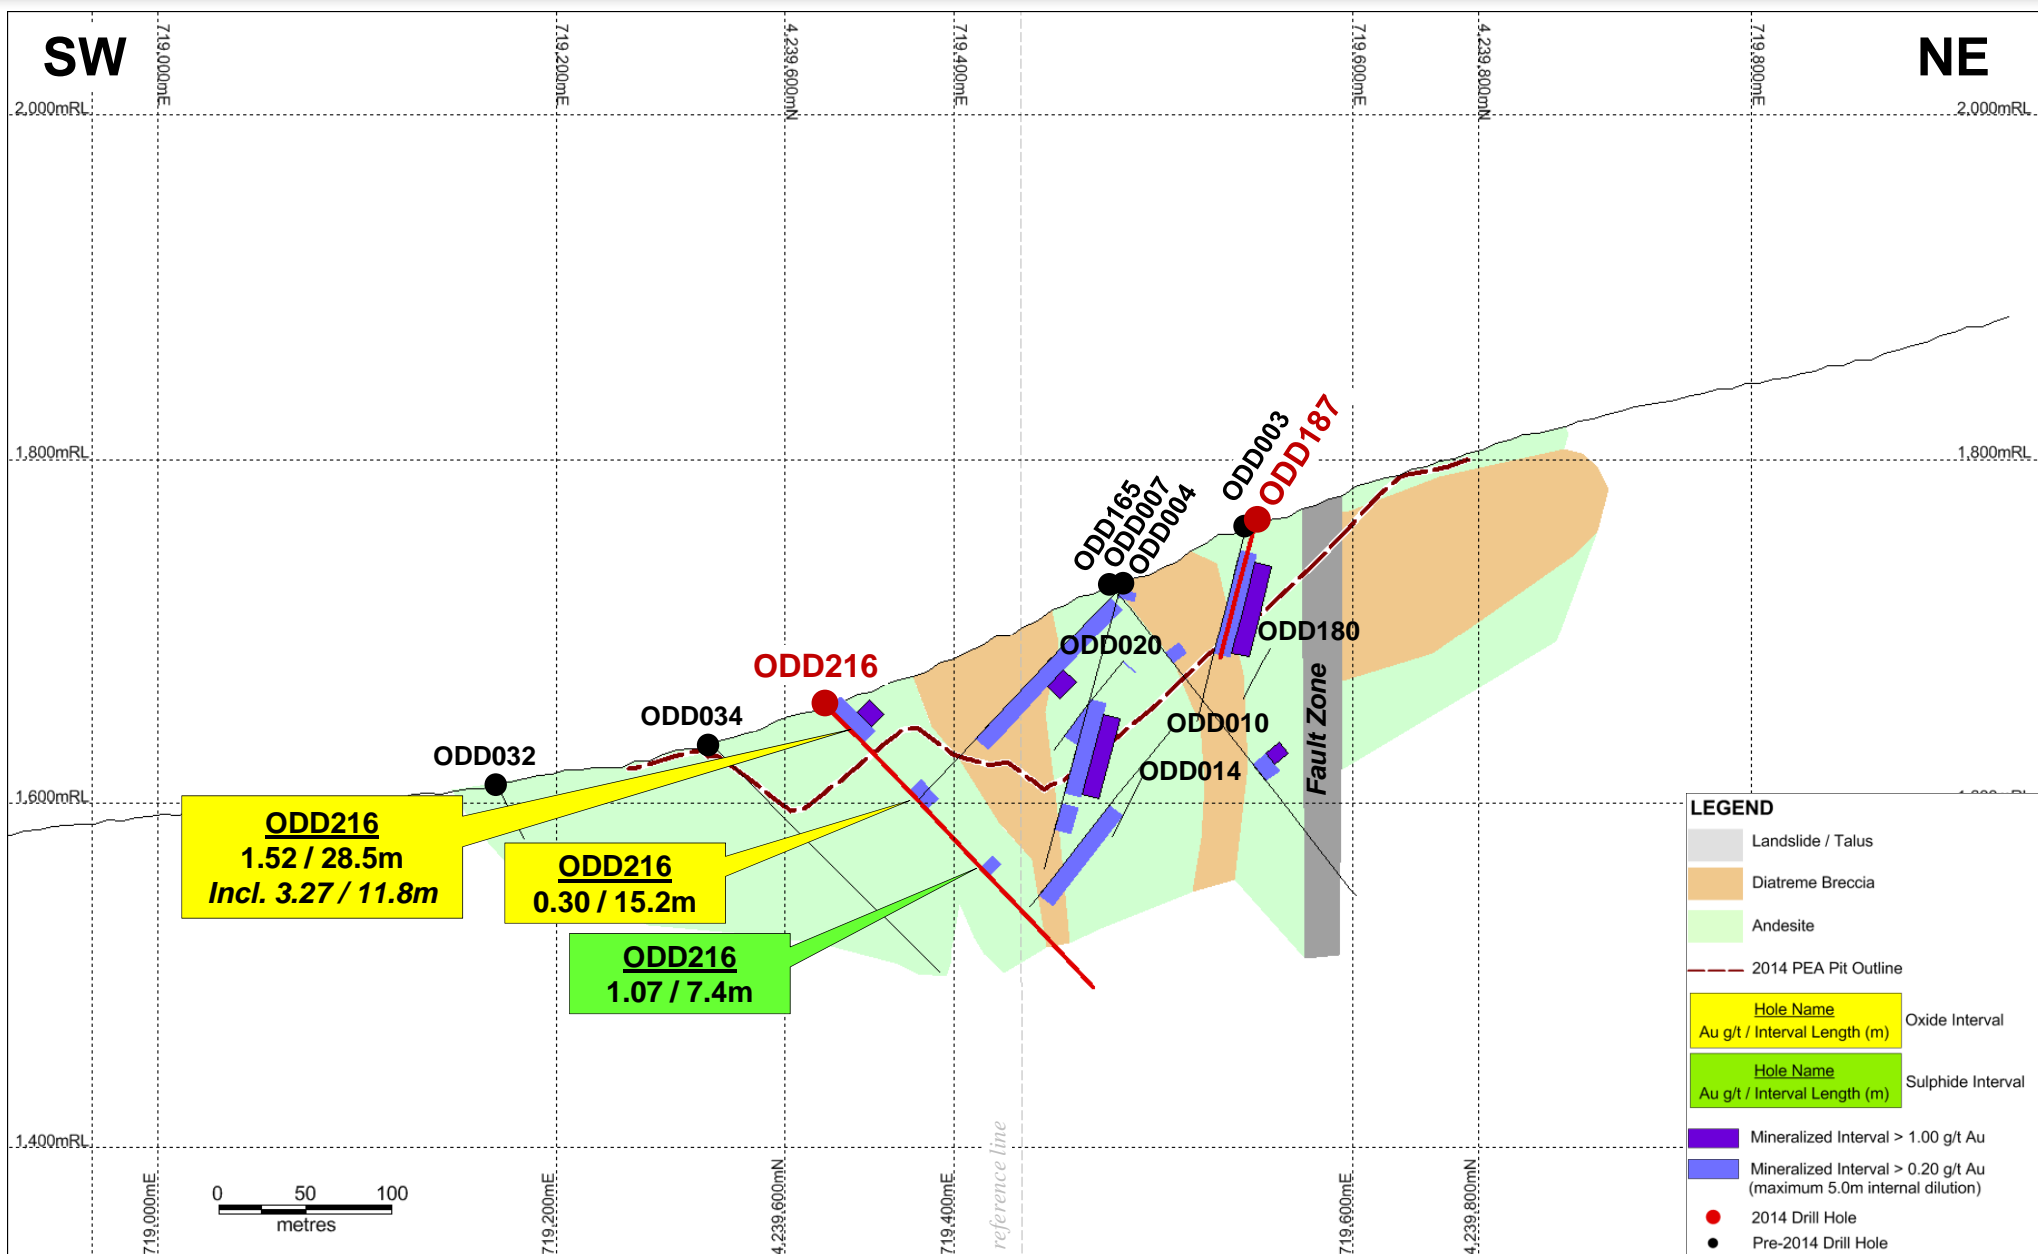 SW
NE
719,000mE
719,200mE
4,239,600mN
719,400mE
719,600mE
4,239,800mN
719,800mE
2,000mRL
2,000mRL
1,800mRL
1,800mRL
ODD003
ODD187
ODD165
ODD007
ODD004
ODD020
ODD180
ODD216
ODD034
ODD010
ODD032
ODD014
Fault Zone
1,600mRL
ODD216
1.52 / 28.5m
Incl. 3.27 / 11.8m
ODD216
0.30 / 15.2m
ODD216
1.07 / 7.4m
1,400mRL
0 50 100
metres
719,000mE
719,200mE
4,239,600mN
719,400mE
reference line
719,600mE
4,239,800mN
LEGEND
Landslide / Talus
Diatreme Breccia
Andesite
2014 PEA Pit Outline
Hole Name
Au g/t / Interval Length (m)
Oxide Interval
Hole Name
Au g/t / Interval Length (m)
Sulphide Interval
Mineralized Interval > 1.00 g/t Au
Mineralized Interval > 0.20 g/t Au
(maximum 5.0m internal dilution)
2014 Drill Hole
Pre-2014 Drill Hole